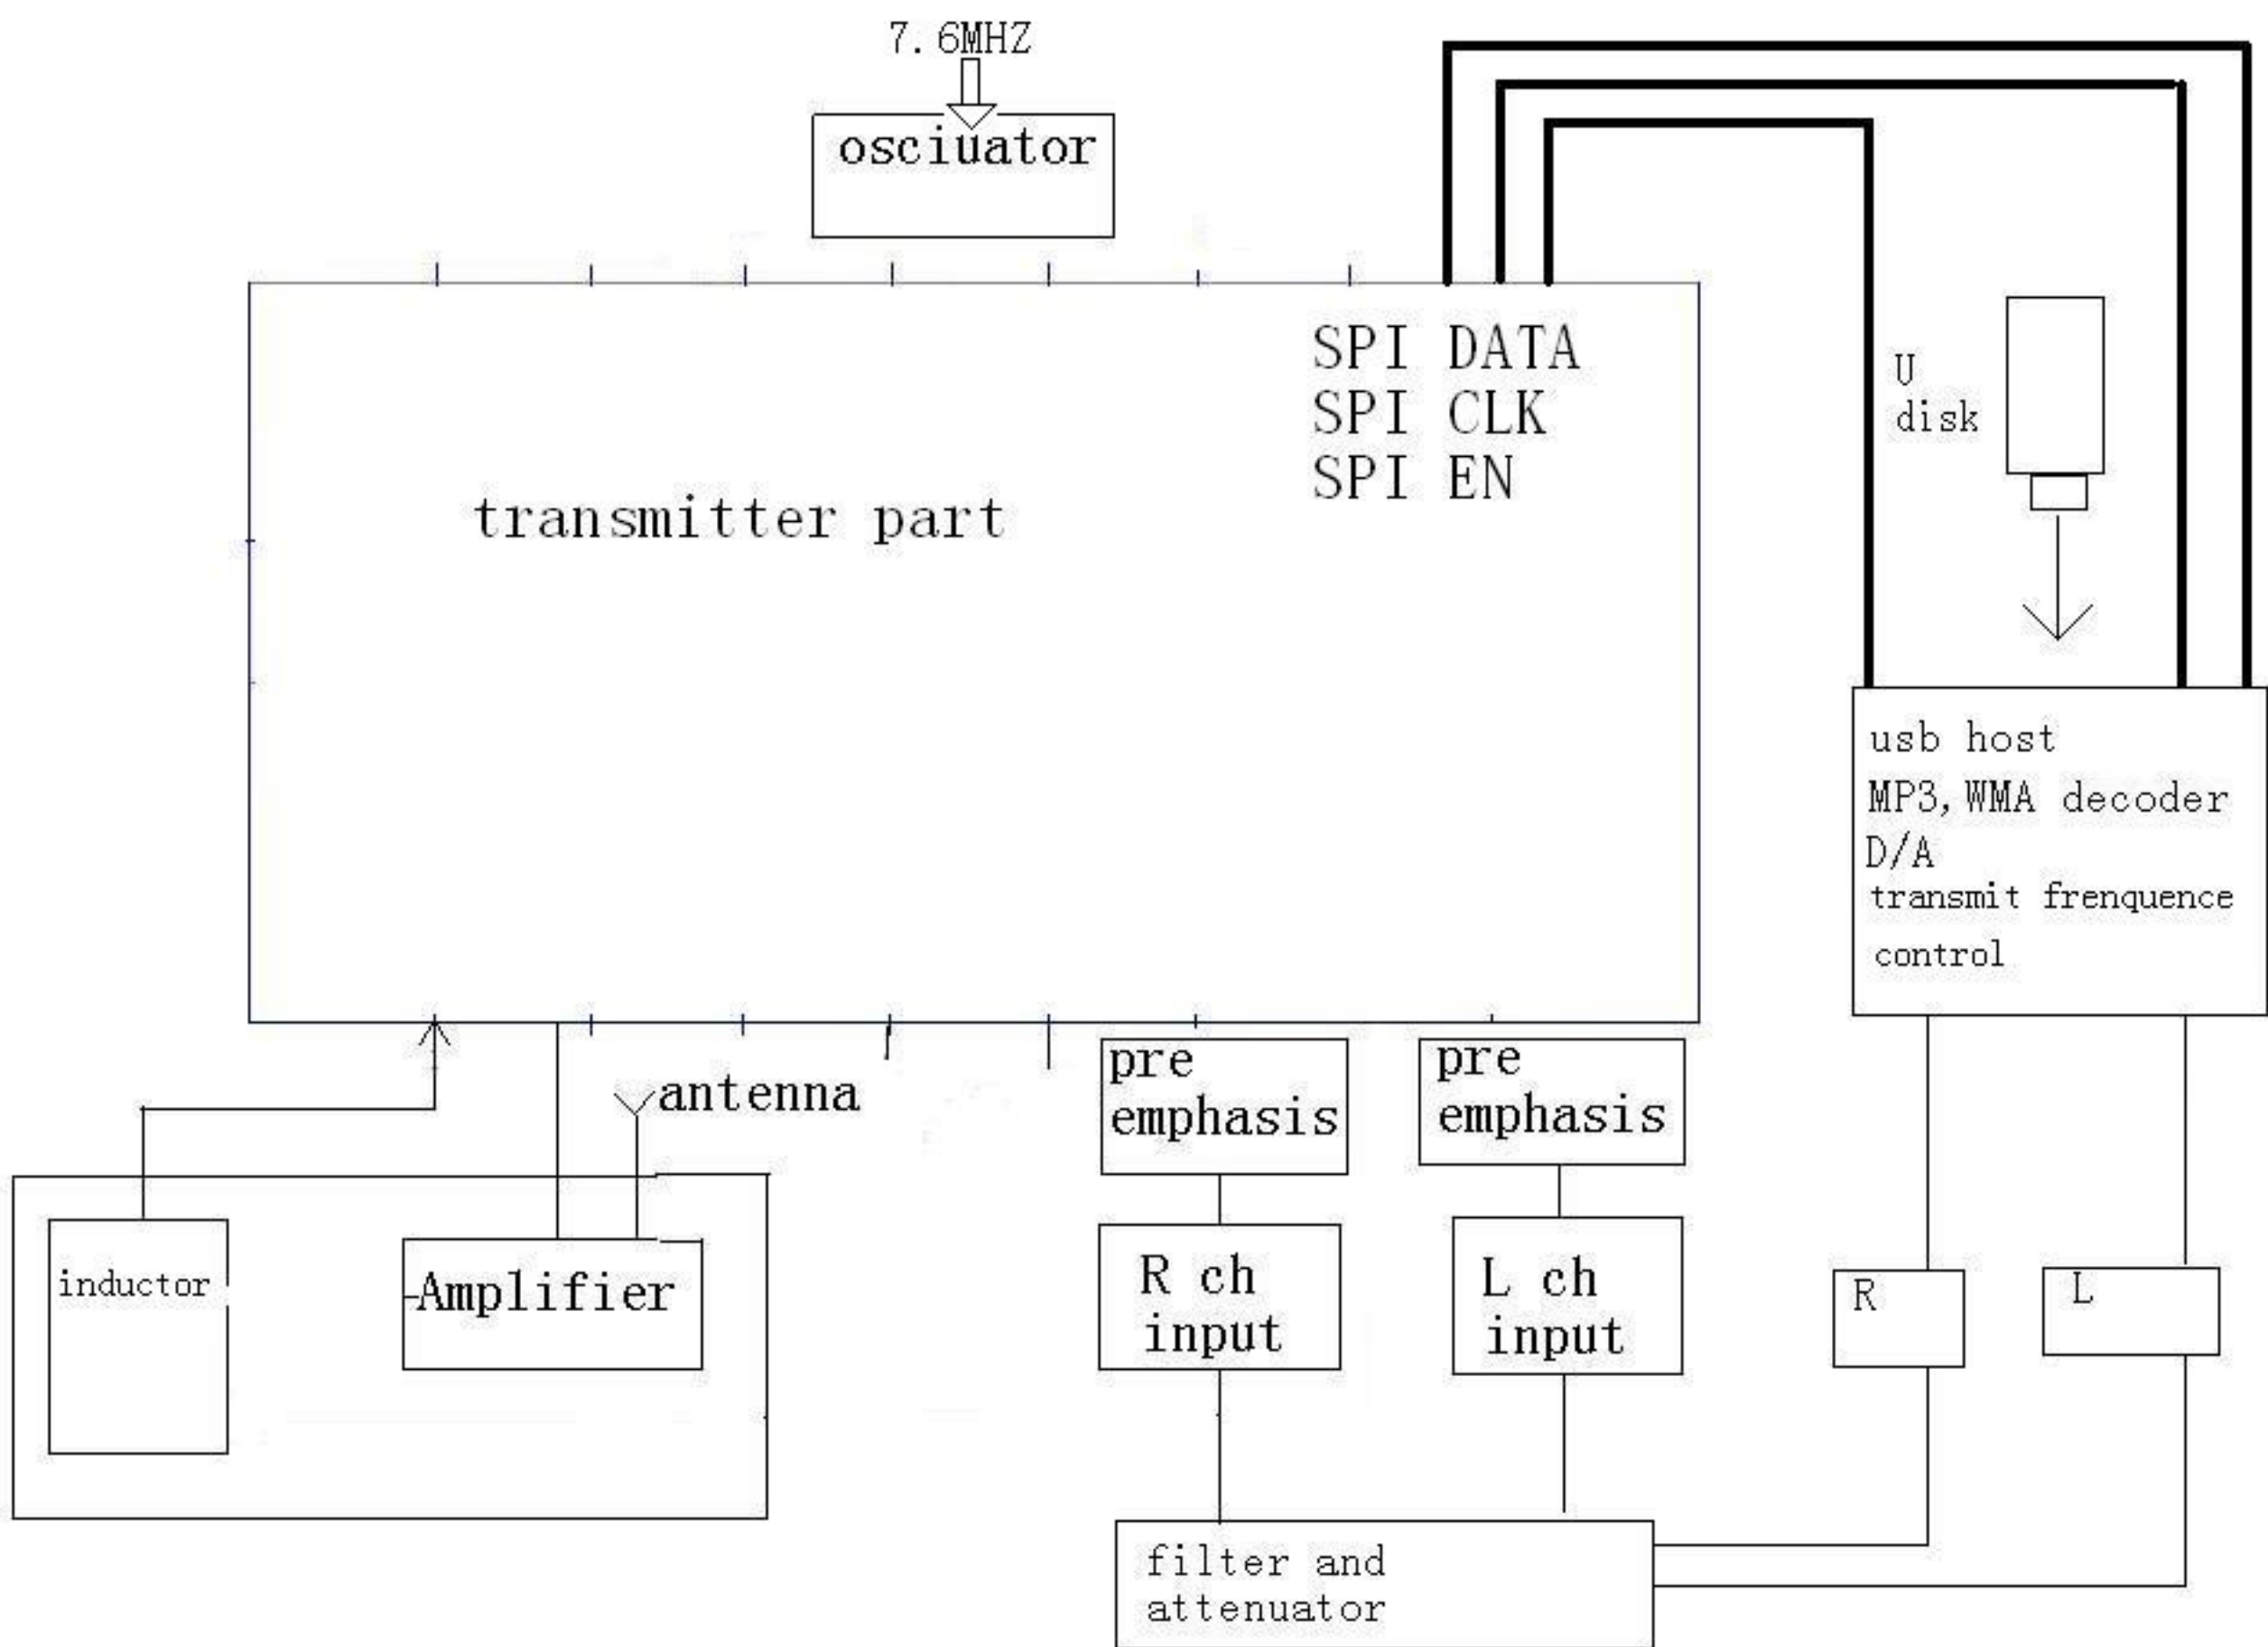 7.6MHZ
osciuator
SPI DATA
SPI CLK
SPI EN
transmitter part
U
disk
usb host
MP3,WMA decoder
D/A
transmit frenquence
control
antenna
pre
emphasis
pre
emphasis
inductor
Amplifier
R ch
input
L ch
input
R
L
filter and
attenuator